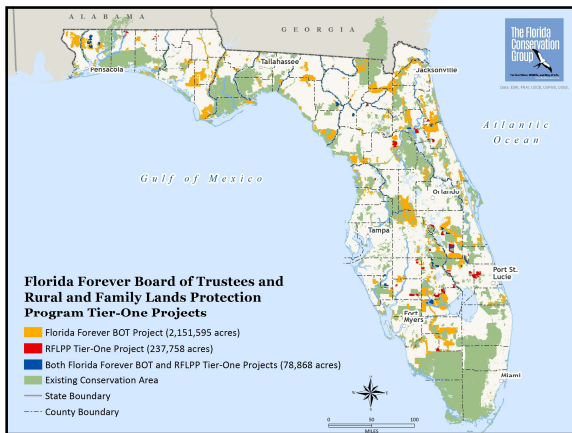 ALABAMA
GEORGIA
The Florida
Conservation
Group
Pensacola
Tallahassee
Jacksonville
Atlantic
Ocean
Gulf of Mexico
Orlando
Tampa
Port St.
Lucie
Fort
Myers
Miami
Florida Forever Board of Trustees and
Rural and Family Lands Protection
Program Tier-One Projects
Florida Forever BOT Project (2,151,595 acres)
RFLPP Tier-One Project (237,758 acres)
Both Florida Forever BOT and RFLPP Tier-One Projects (78,868 acres)
Existing Conservation Area
State Boundary
County Boundary
0 50 100
MILES